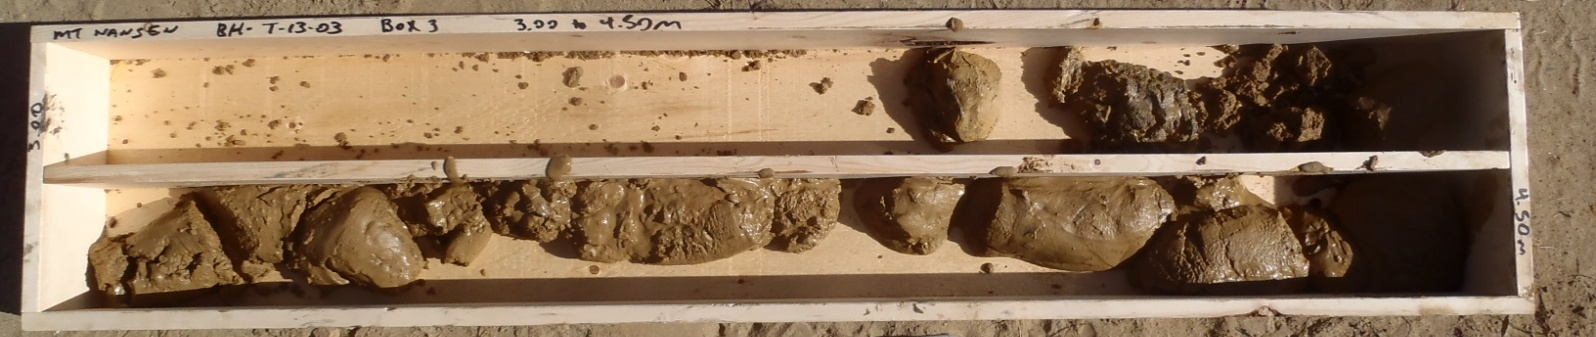 MT NANSEN BH-T-13-03 Box 3 3.00 to 4.50m
3.00
4.50m